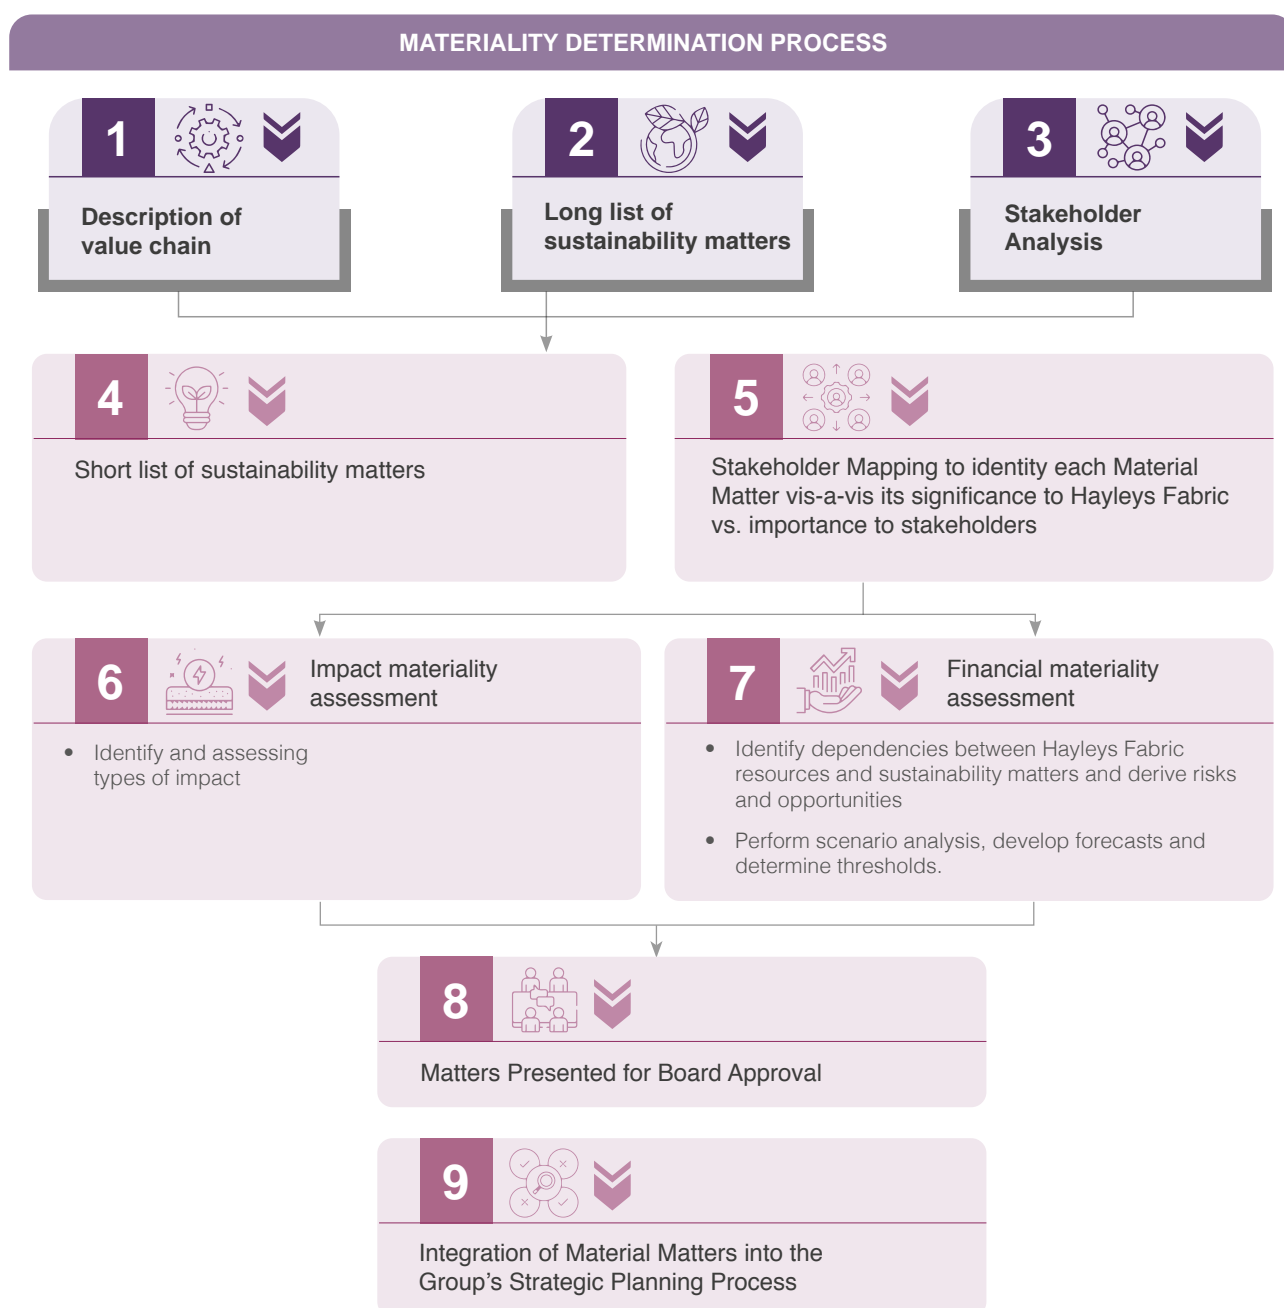 MATERIALITY DETERMINATION PROCESS
1
Description of
value chain
2
Long list of
sustainability matters
3
Stakeholder
Analysis
4
Short list of sustainability matters
5
Stakeholder Mapping to identity each Material
Matter vis-a-vis its significance to Hayleys Fabric
vs. importance to stakeholders
6
Impact materiality
assessment
• Identify and assessing
types of impact
7
Financial materiality
assessment
• Identify dependencies between Hayleys Fabric
resources and sustainability matters and derive risks
and opportunities
• Perform scenario analysis, develop forecasts and
determine thresholds.
8
Matters Presented for Board Approval
9
Integration of Material Matters into the
Group’s Strategic Planning Process